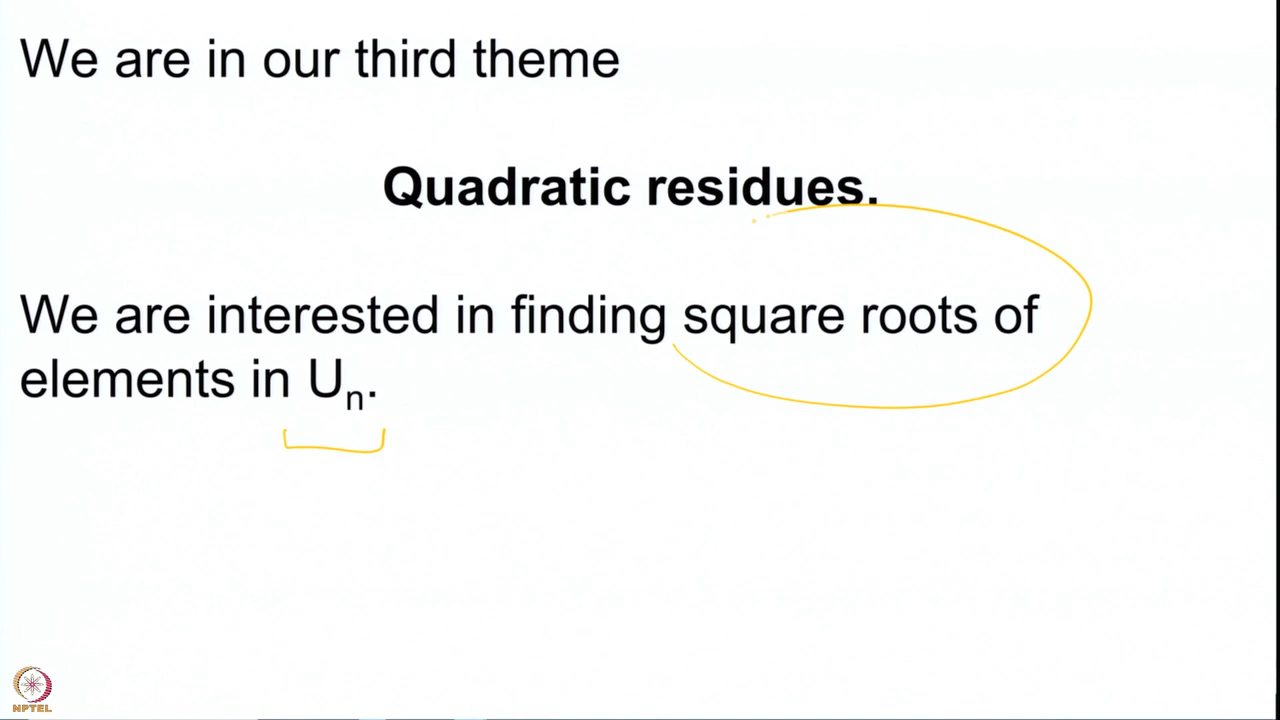 We are in our third theme
Quadratic residues.
We are interested in finding square roots of
elements in Uₙ.
NPTEL